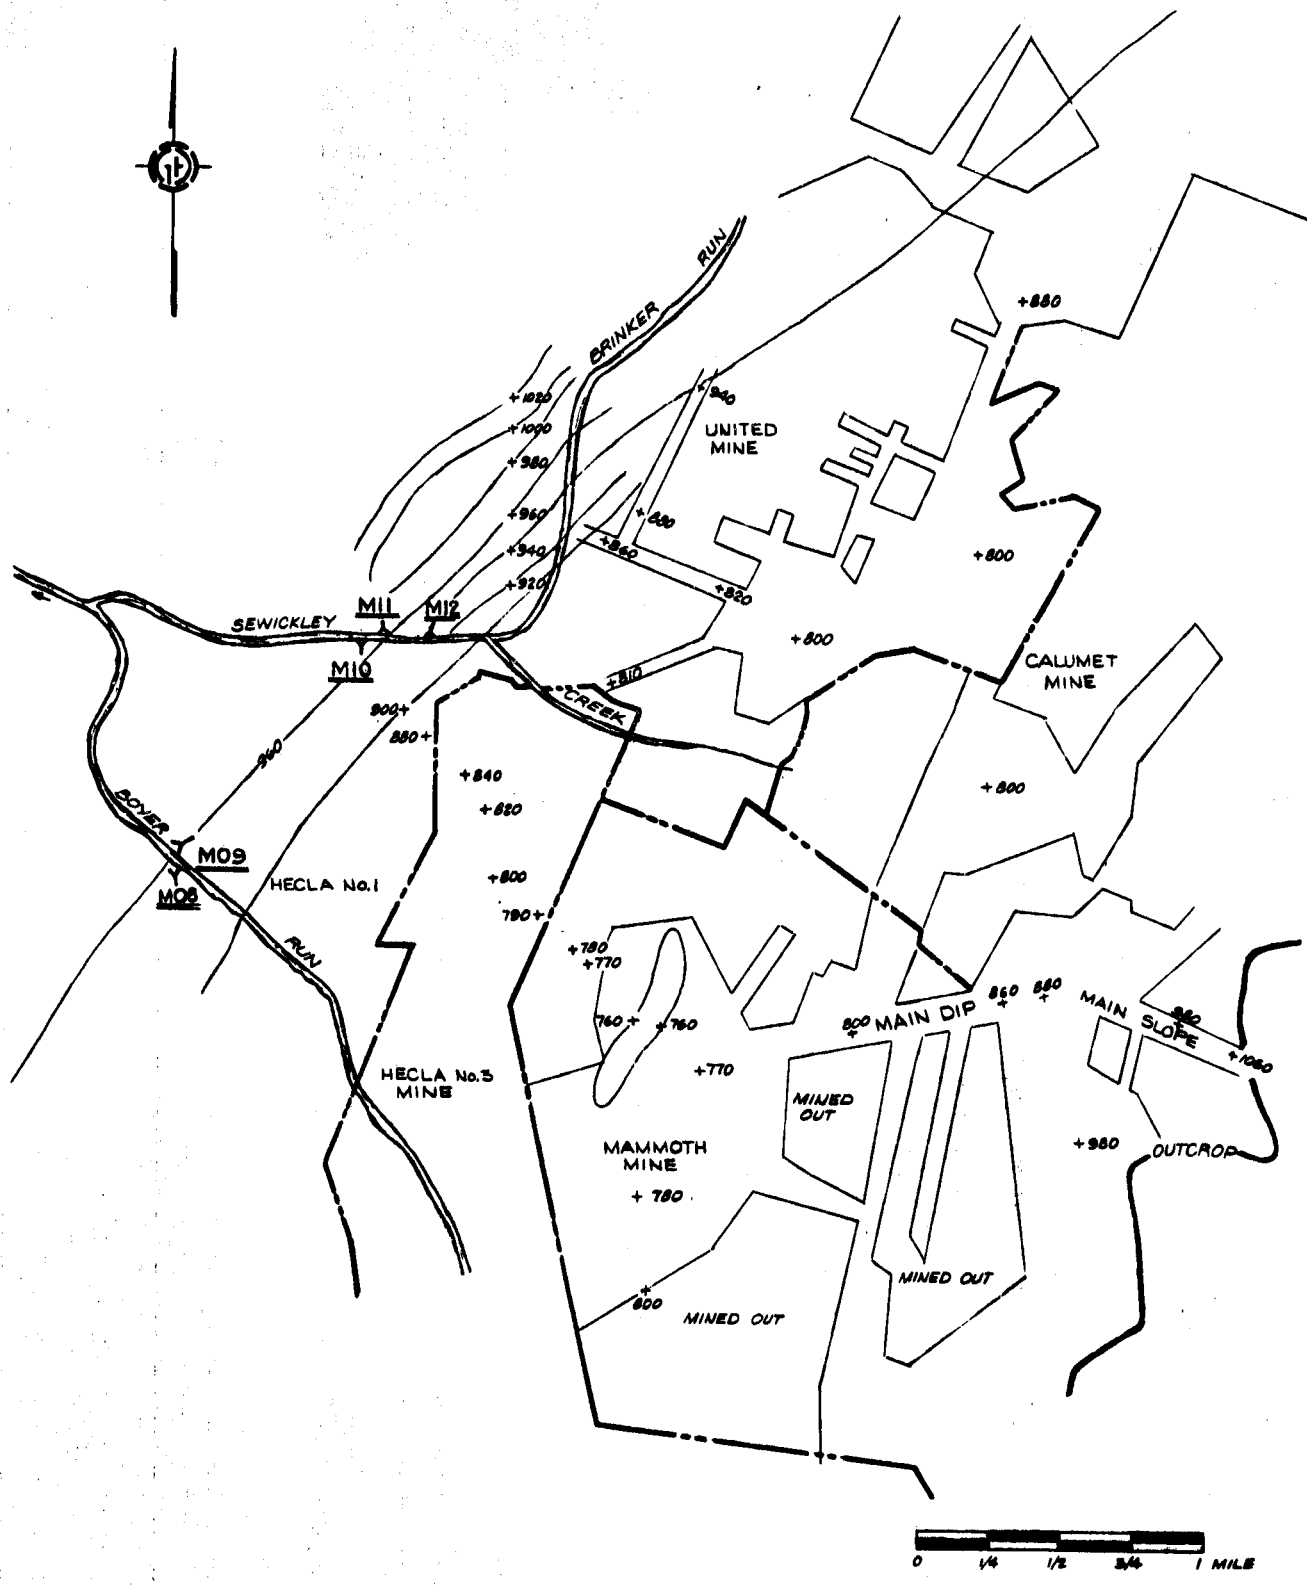 BRINKER RUN
+880
+1020
+1000
+980
+960
+940
+920
+940
UNITED
MINE
+880
+860
+820
+800
+800
+810
SEWICKLEY
CREEK
M11
M12
M10
CALUMET
MINE
900+
880+
+840
+820
+800
790+
960
+800
BOYER
RUN
M09
M08
HECLA No.1
HECLA No.3
MINE
+780
+770
760+
+760
+770
800
+
MAIN DIP
860
+
880
+
MAIN SLOPE
+1080
MINED
OUT
MAMMOTH
MINE
+ 780
+980
OUTCROP
MINED OUT
+
800
MINED OUT
0 1/4 1/2 3/4 1 MILE